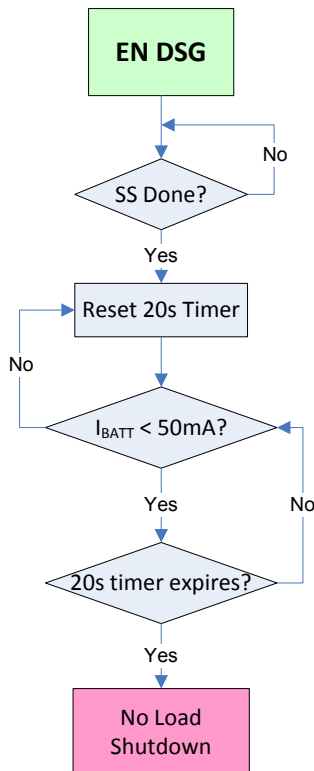 EN DSG
No
SS Done?
Yes
Reset 20s Timer
No
I_BATT < 50mA?
Yes
No
20s timer expires?
Yes
No Load
Shutdown